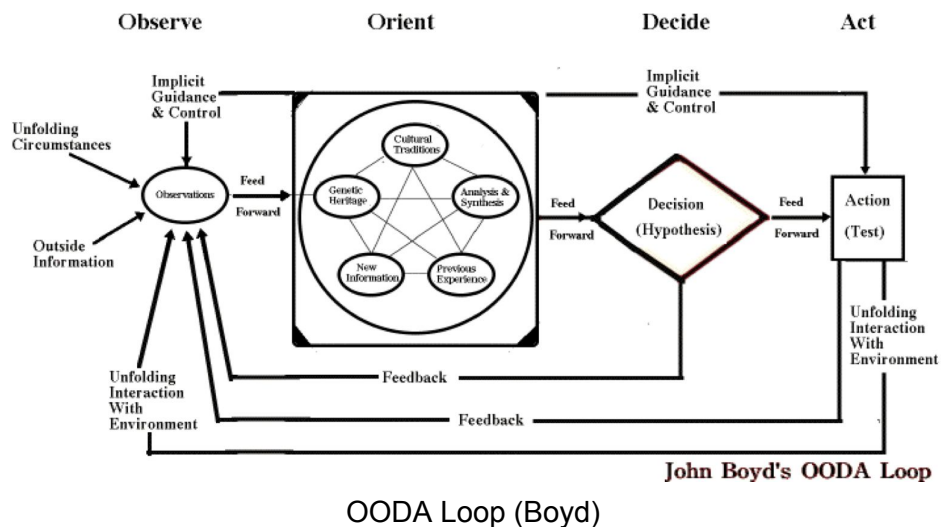 Observe
Orient
Decide
Act
Implicit
Guidance
& Control
Unfolding
Circumstances
Observations
Outside
Information
Feed
Forward
Cultural
Traditions
Genetic
Heritage
Analysis &
Synthesis
New
Information
Previous
Experience
Feed
Forward
Implicit
Guidance
& Control
Decision
(Hypothesis)
Feed
Forward
Action
(Test)
Unfolding
Interaction
With
Environment
Unfolding
Interaction
With
Environment
Feedback
Feedback
John Boyd's OODA Loop
OODA Loop (Boyd)